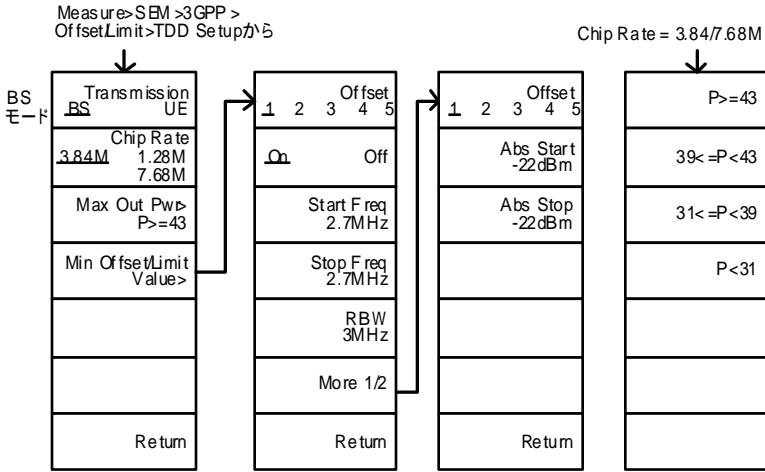 Measure>SEM>3GPP>
Offset/Limit>TDD Setupから
BS
モード
Transmission
BS UE
Chip Rate
3.84M 1.28M
7.68M
Max Out Pwr>
P>=43
Min Offset/Limit
Value>
Return
Offset
1 2 3 4 5
On Off
Start Freq
2.7MHz
Stop Freq
2.7MHz
RBW
3MHz
More 1/2
Return
Offset
1 2 3 4 5
Abs Start
-22dBm
Abs Stop
-22dBm
Return
Chip Rate = 3.84/7.68M
P>=43
39<=P<43
31<=P<39
P<31